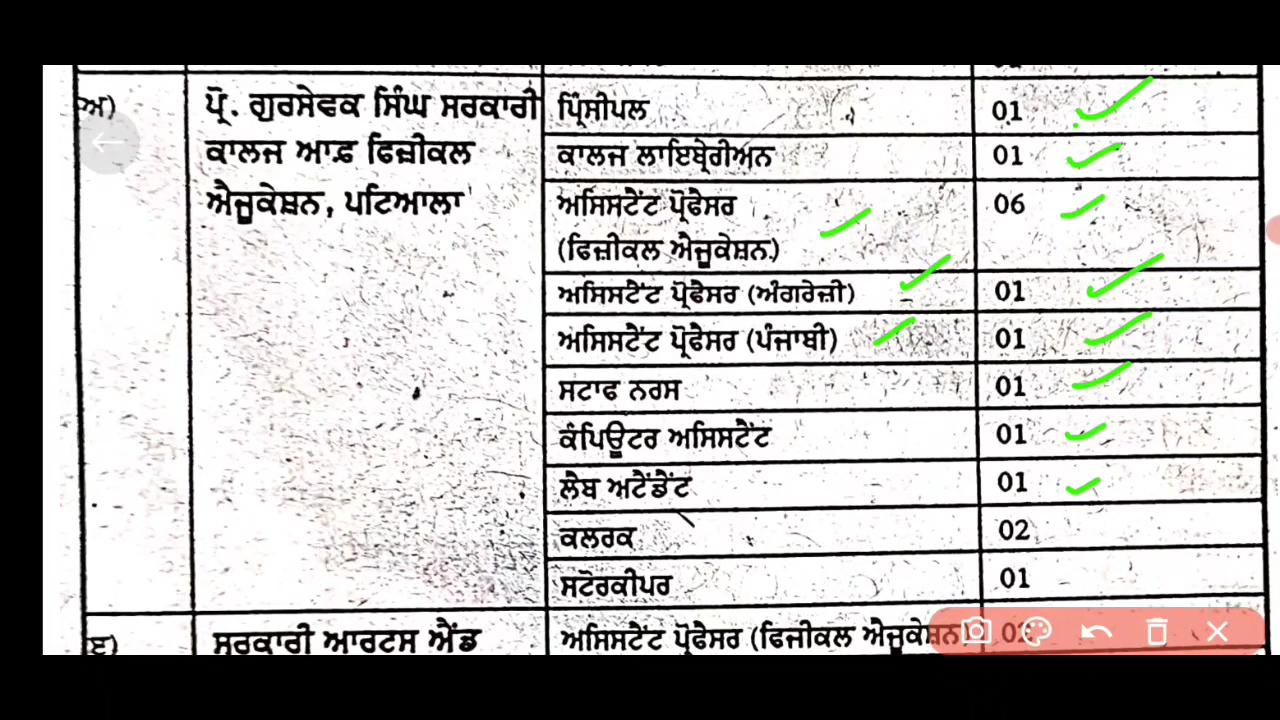 ਅ)
ਪ੍ਰੋ. ਗੁਰਸੇਵਕ ਸਿੰਘ ਸਰਕਾਰੀ
ਕਾਲਜ ਆਫ਼ ਫਿਜ਼ੀਕਲ
ਐਜੂਕੇਸ਼ਨ, ਪਟਿਆਲਾ
ਪ੍ਰਿੰਸੀਪਲ 01
ਕਾਲਜ ਲਾਇਬ੍ਰੇਰੀਅਨ 01
ਅਸਿਸਟੈਂਟ ਪ੍ਰੋਫੈਸਰ 06
(ਫਿਜ਼ੀਕਲ ਐਜੂਕੇਸ਼ਨ)
ਅਸਿਸਟੈਂਟ ਪ੍ਰੋਫੈਸਰ (ਅੰਗਰੇਜ਼ੀ) 01
ਅਸਿਸਟੈਂਟ ਪ੍ਰੋਫੈਸਰ (ਪੰਜਾਬੀ) 01
ਸਟਾਫ ਨਰਸ 01
ਕੰਪਿਊਟਰ ਅਸਿਸਟੈਂਟ 01
ਲੈਬ ਅਟੈਂਡੈਂਟ 01
ਕਲਰਕ 02
ਸਟੋਰਕੀਪਰ 01
ੲ)
ਸਰਕਾਰੀ ਆਰਟਸ ਐਂਡ
ਅਸਿਸਟੈਂਟ ਪ੍ਰੋਫੈਸਰ (ਫਿਜੀਕਲ ਐਜੂਕੇਸ਼ਨ)